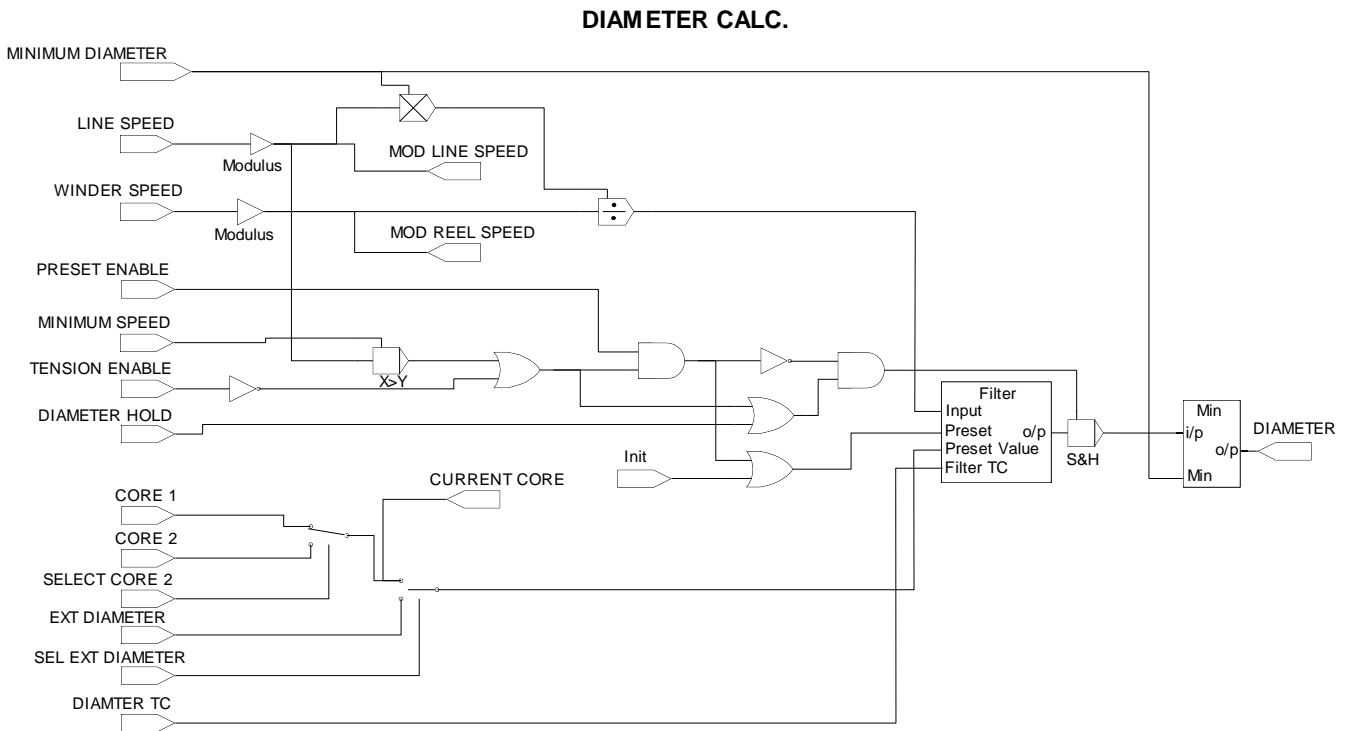 DIAMETER CALC.
MINIMUM DIAMETER
LINE SPEED
Modulus
MOD LINE SPEED
WINDER SPEED
Modulus
MOD REEL SPEED
PRESET ENABLE
MINIMUM SPEED
X>Y
TENSION ENABLE
DIAMETER HOLD
Filter
Input
Preset
o/p
Preset Value
Filter TC
S&H
Min
i/p
o/p
Min
DIAMETER
Init
CURRENT CORE
CORE 1
CORE 2
SELECT CORE 2
EXT DIAMETER
SEL EXT DIAMETER
DIAMTER TC